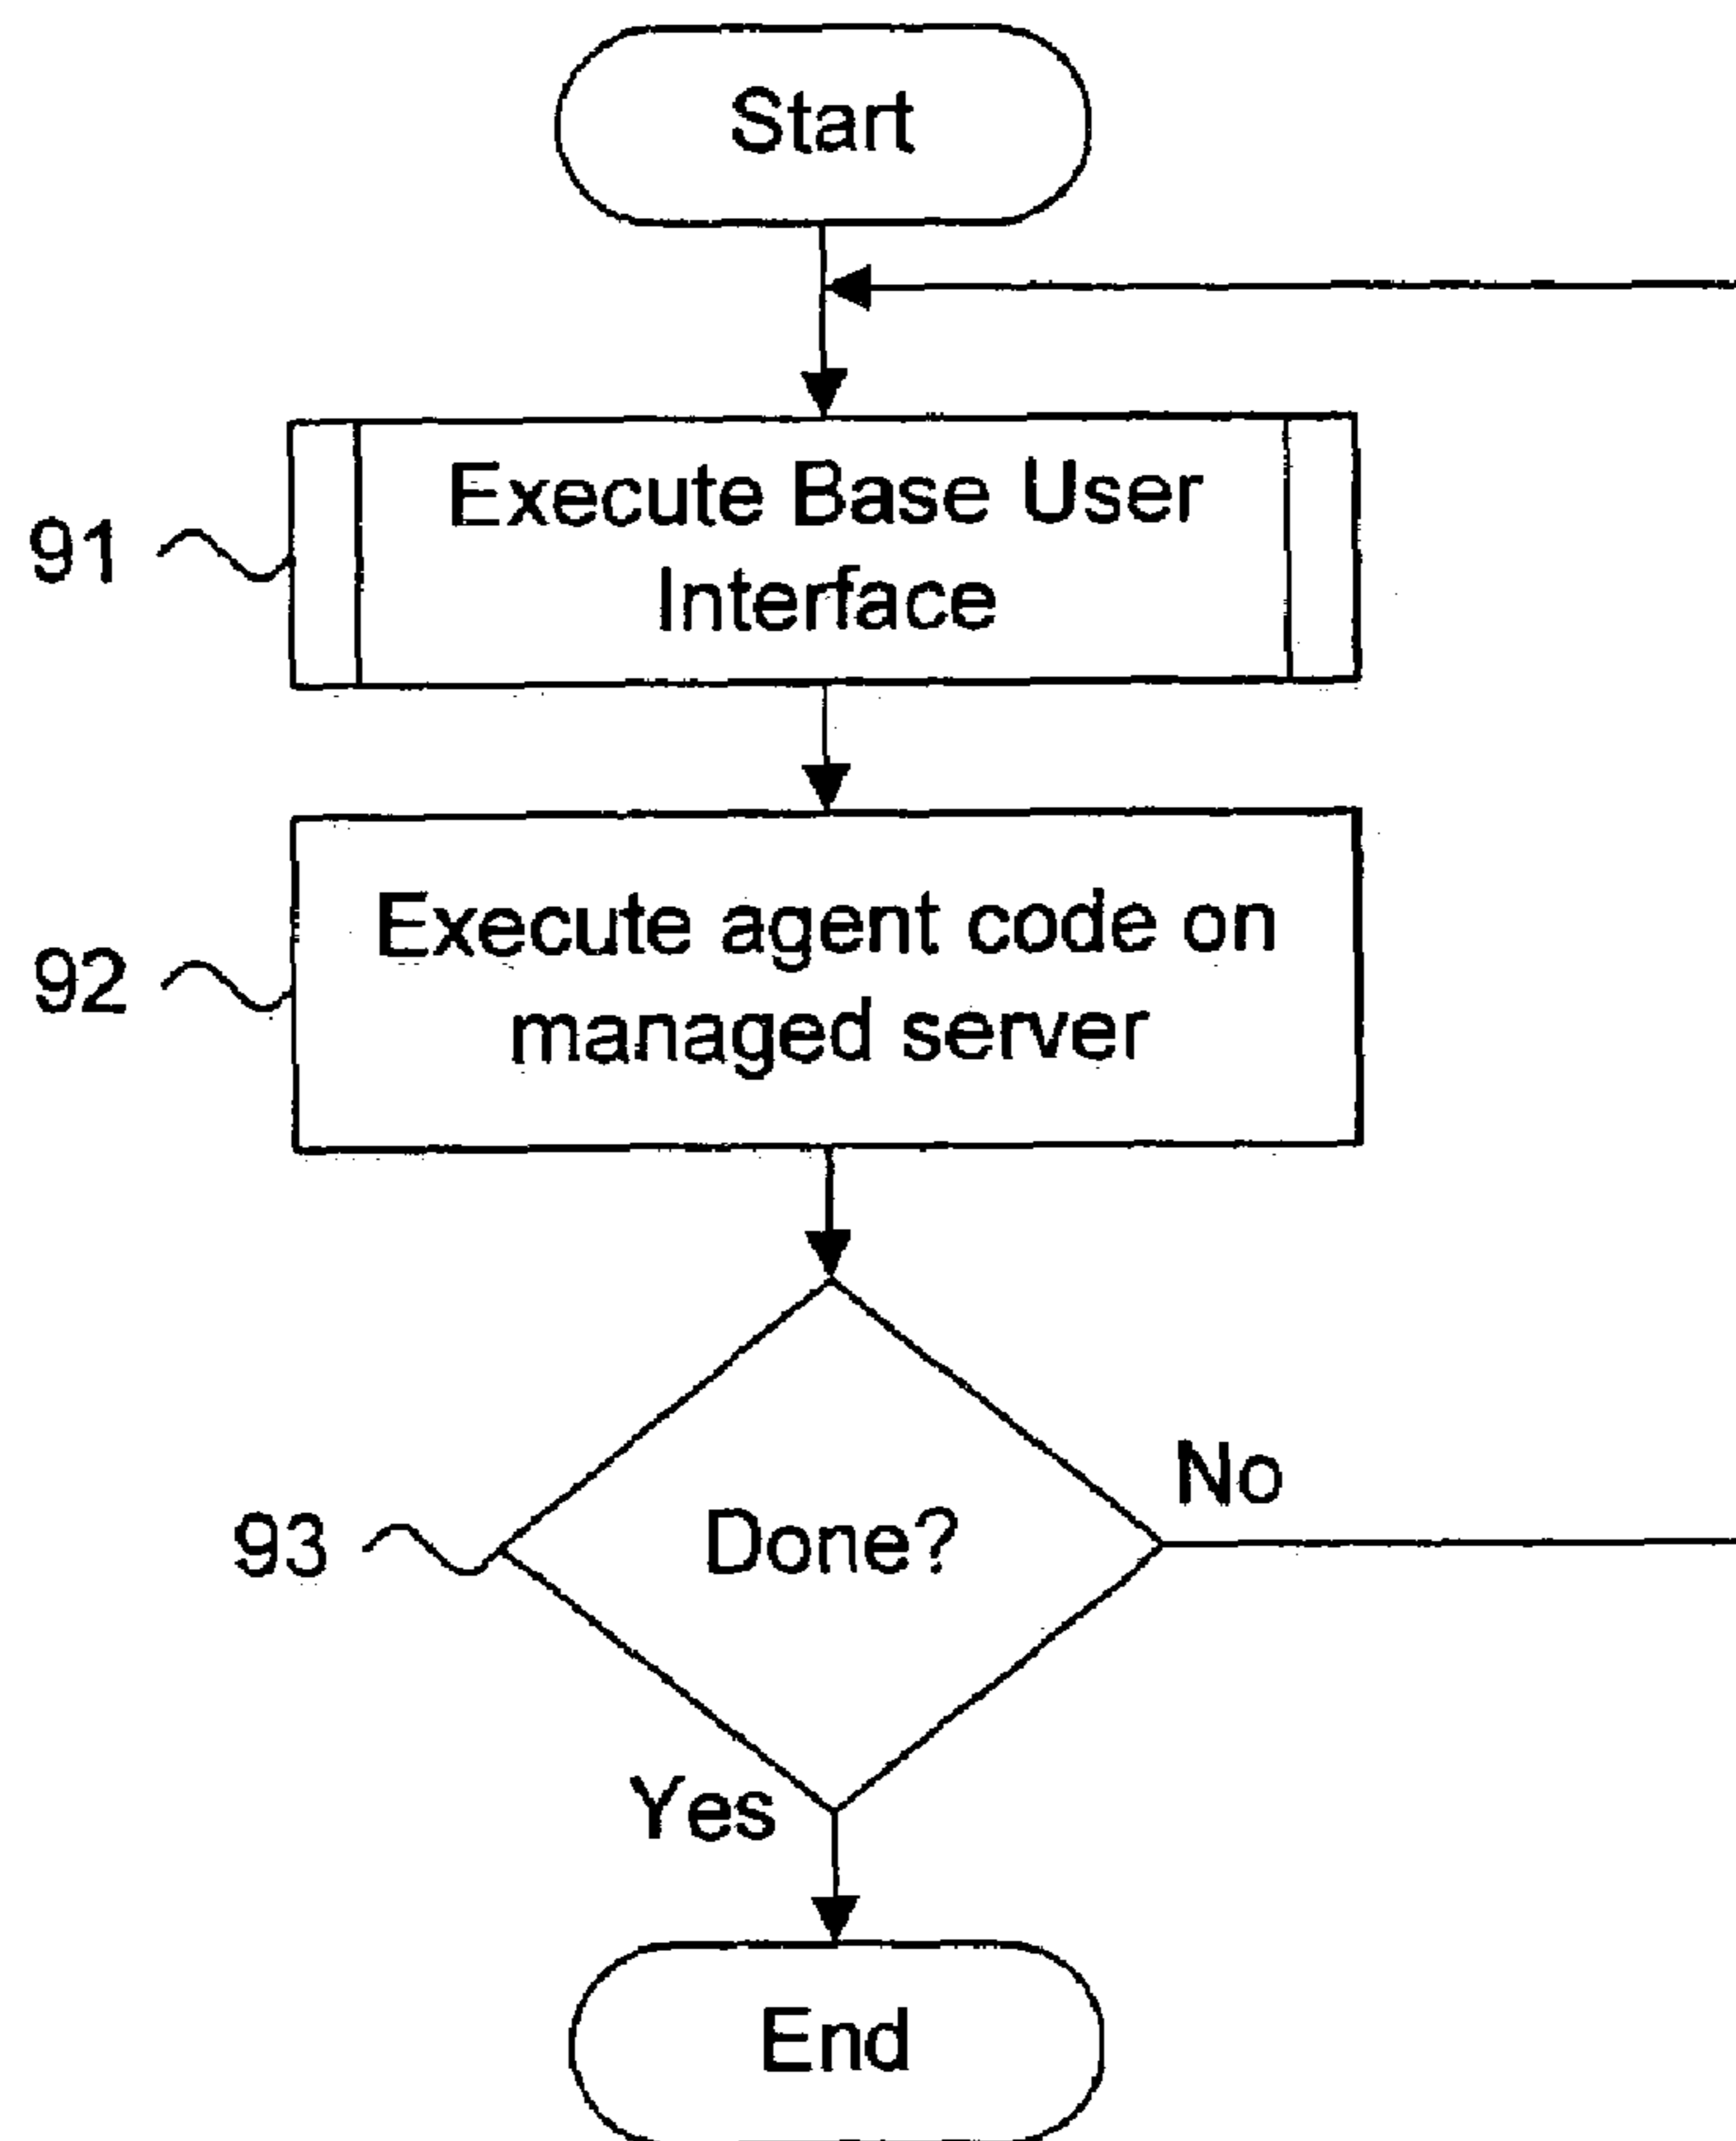 Start
91
Execute Base User
Interface
92
Execute agent code on
managed server
93
Done?
No
Yes
End